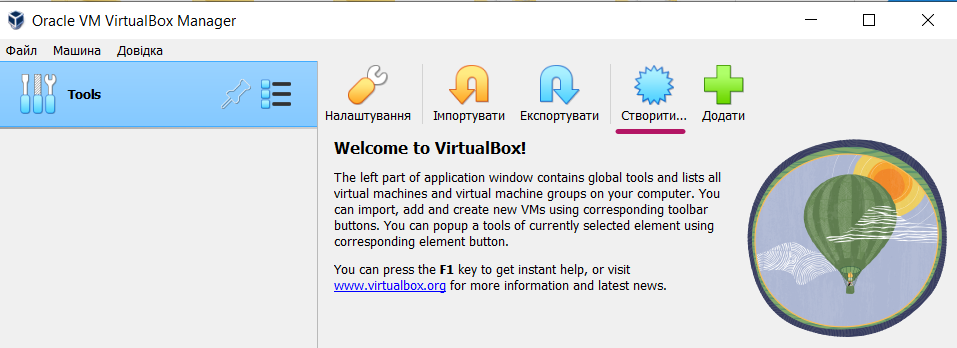 Oracle VM VirtualBox Manager
Файл Машина Довідка
Tools
Налаштування Імпортувати Експортувати Створити... Додати
Welcome to VirtualBox!
The left part of application window contains global tools and lists all
virtual machines and virtual machine groups on your computer. You
can import, add and create new VMs using corresponding toolbar
buttons. You can popup a tools of currently selected element using
corresponding element button.
You can press the F1 key to get instant help, or visit
www.virtualbox.org for more information and latest news.